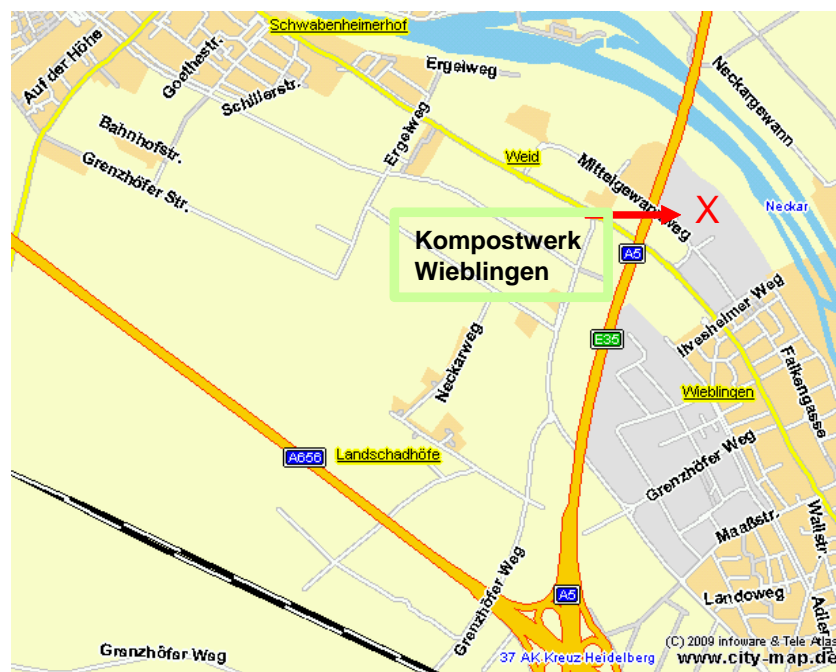 Schwabenheimerhof
Auf der Höhe
Goethestr.
Schillerstr.
Ergelweg
Ergelweg
Neckargewann
Bahnhofstr.
Grenzhöfer Str.
Weid
Mittelgewannweg
X
Neckar
Kompostwerk
Wieblingen
A5
Ilvesheimer Weg
E35
Falkengasse
Neckarweg
Wieblingen
A656
Landschadhöfe
Grenzhöfer Weg
Maaßstr.
Wallstr.
Grenzhöfer Weg
A5
Landoweg
Adler
(C) 2009 infoware & Tele Atlas
Grenzhöfer Weg
37 AK Kreuz Heidelberg
www.city-map.de